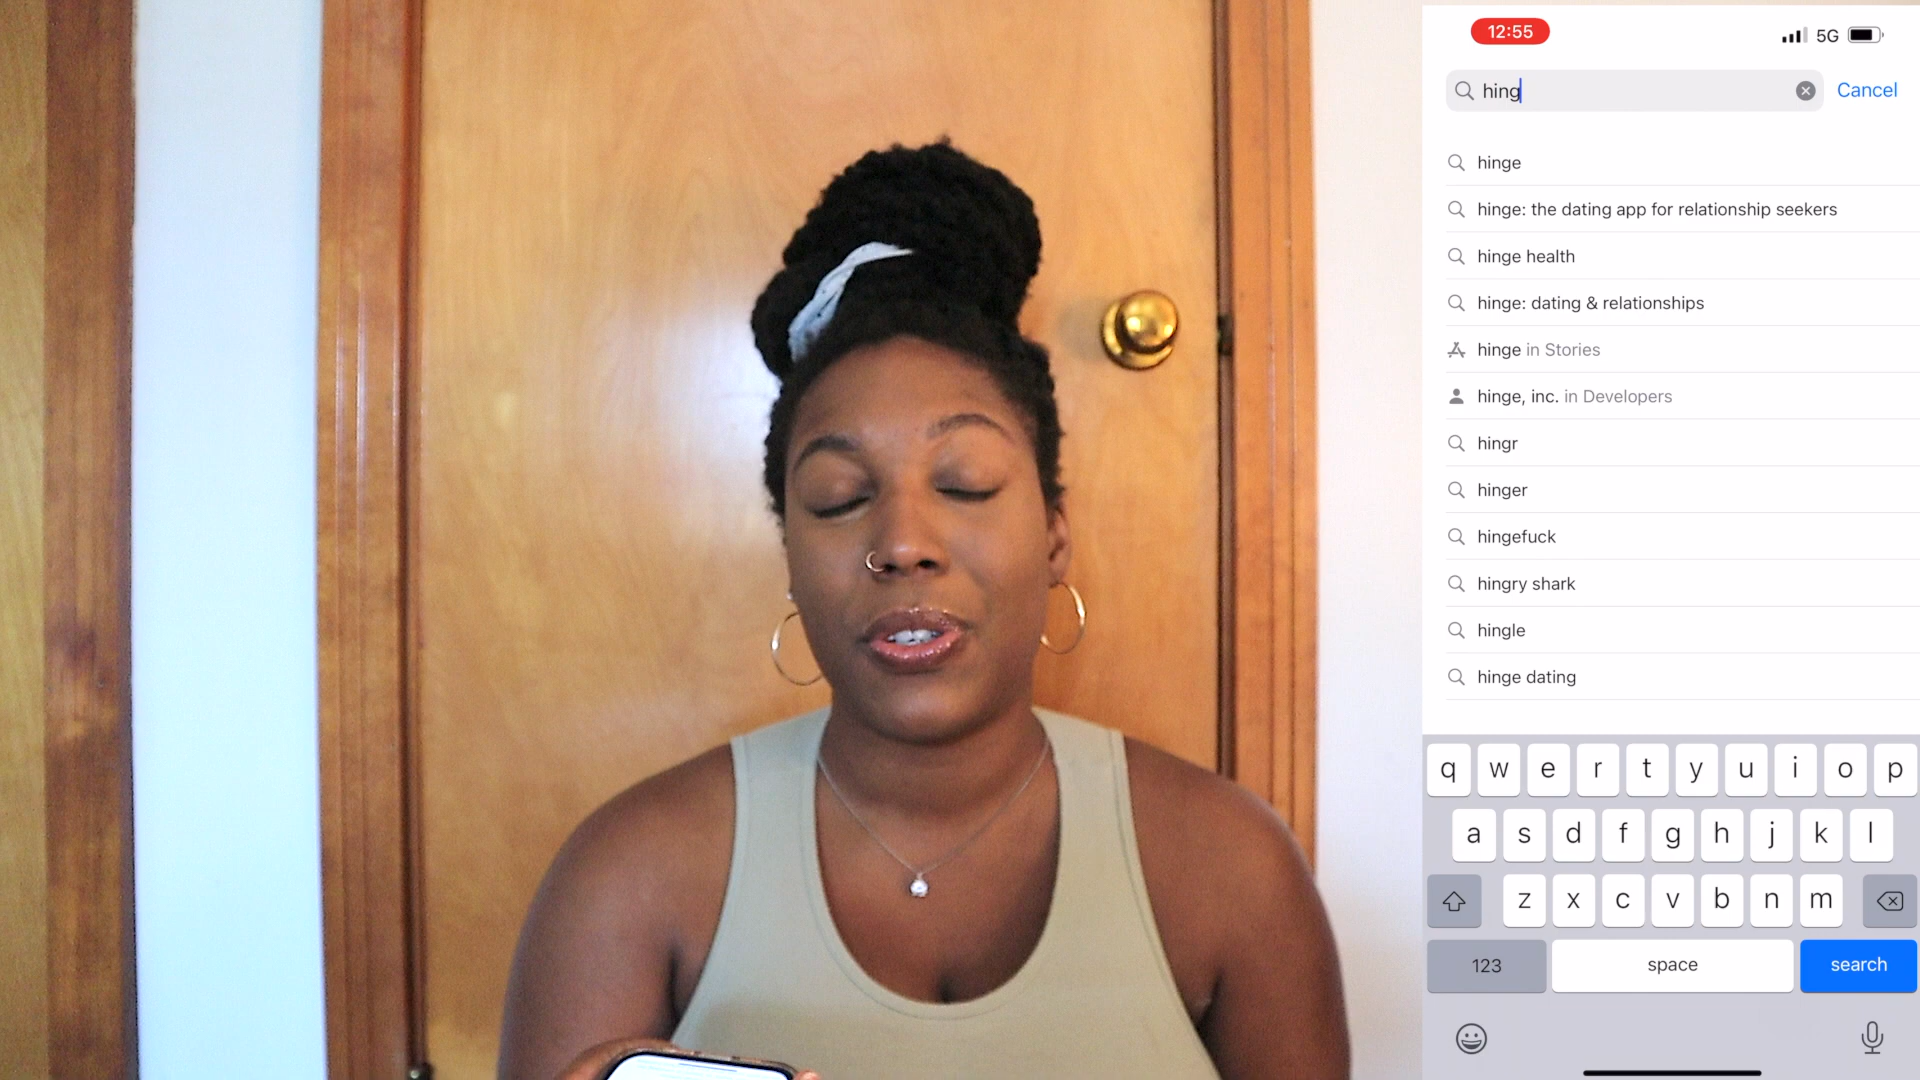 12:55
5G
hing
Cancel
hinge
hinge: the dating app for relationship seekers
hinge health
hinge: dating & relationships
hinge in Stories
hinge, inc. in Developers
hingr
hinger
hingefuck
hingry shark
hingle
hinge dating
q w e r t y u i o p
a s d f g h j k l
z x c v b n m
123 space search